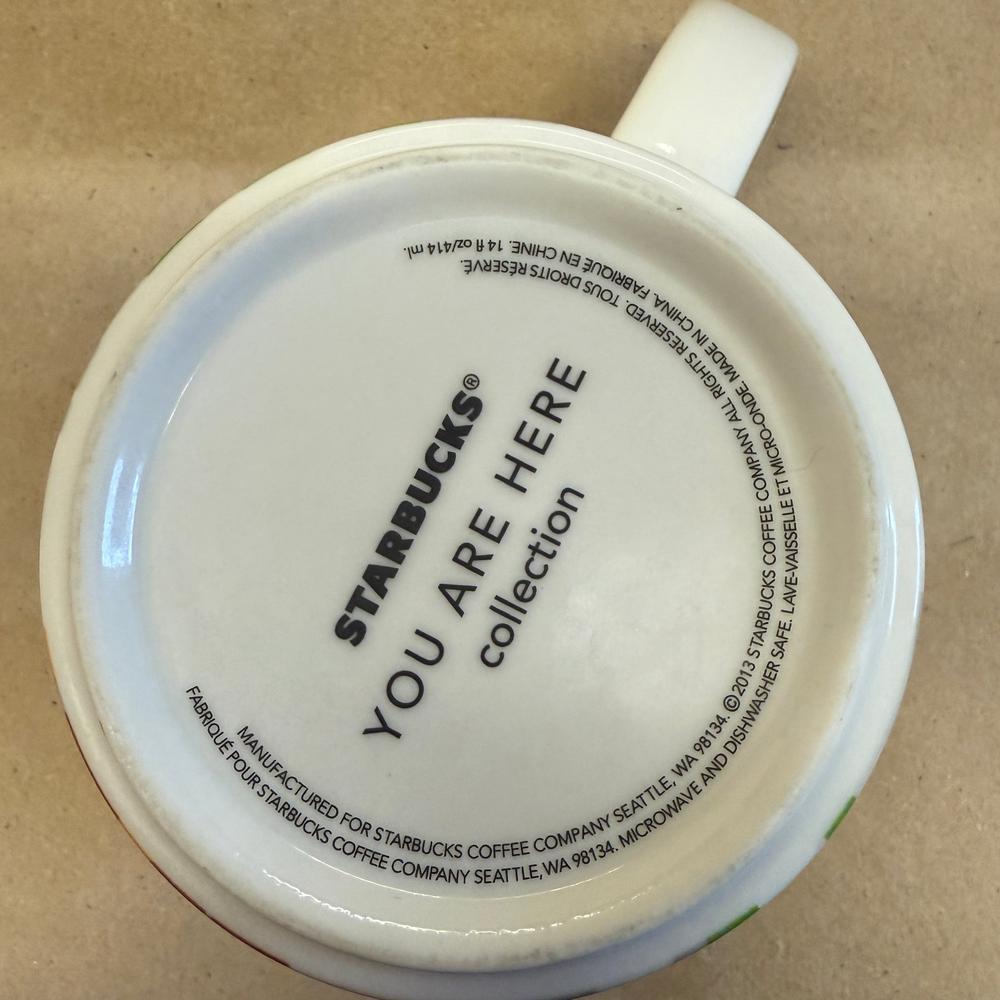 STARBUCKS®
YOU ARE HERE
collection
MANUFACTURED FOR STARBUCKS COFFEE COMPANY SEATTLE, WA 98134. ©2013 STARBUCKS COFFEE COMPANY ALL RIGHTS RESERVED. TOUS DROITS RÉSERVÉ.
FABRIQUÉ POUR STARBUCKS COFFEE COMPANY SEATTLE, WA 98134. MICROWAVE AND DISHWASHER SAFE. LAVE-VAISSELLE ET MICRO-ONDE. MADE IN CHINA. FABRIQUÉ EN CHINE. 14 fl oz/414 ml.